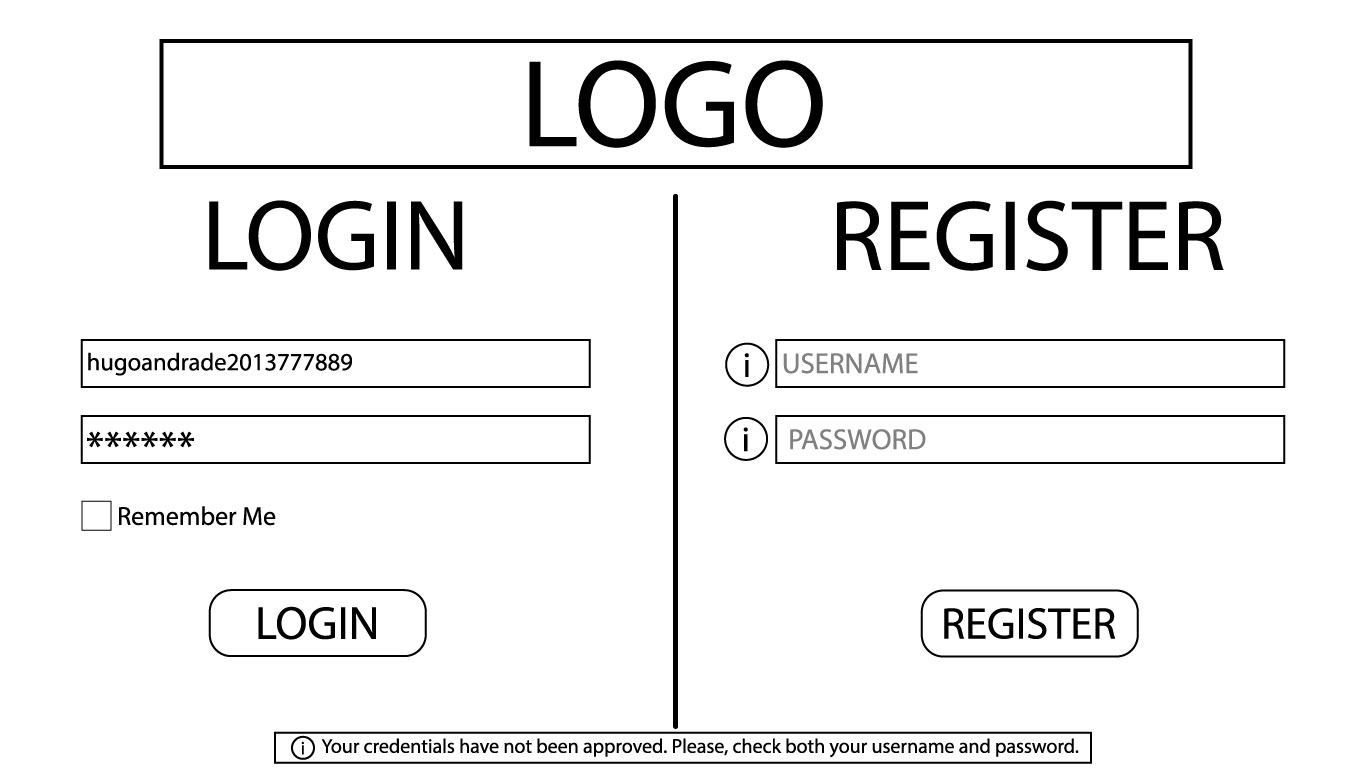 LOGO
LOGIN
hugoandrade2013777889
******
Remember Me
LOGIN
REGISTER
i USERNAME
i PASSWORD
REGISTER
i Your credentials have not been approved. Please, check both your username and password.